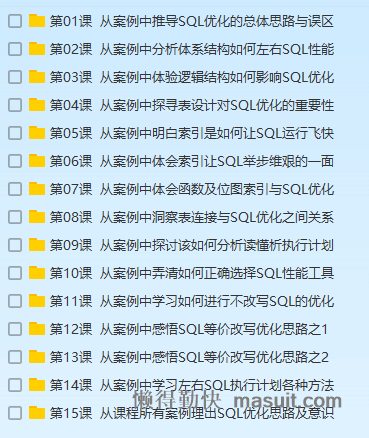 第01课 从案例中推导SQL优化的总体思路与误区
第02课 从案例中分析体系结构如何左右SQL性能
第03课 从案例中体验逻辑结构如何影响SQL优化
第04课 从案例中探寻表设计对SQL优化的重要性
第05课 从案例中明白索引是如何让SQL运行飞快
第06课 从案例中体会索引让SQL举步维艰的一面
第07课 从案例中体会函数及位图索引与SQL优化
第08课 从案例中洞察表连接与SQL优化之间关系
第09课 从案例中探讨该如何分析读懂析执行计划
第10课 从案例中弄清如何正确选择SQL性能工具
第11课 从案例中学习如何进行不改写SQL的优化
第12课 从案例中感悟SQL等价改写优化思路之1
第13课 从案例中感悟SQL等价改写优化思路之2
第14课 从案例中学习左右SQL执行计划各种方法
懒得勤快 masuit.com
第15课 从课程所有案例理出SQL优化思路及意识